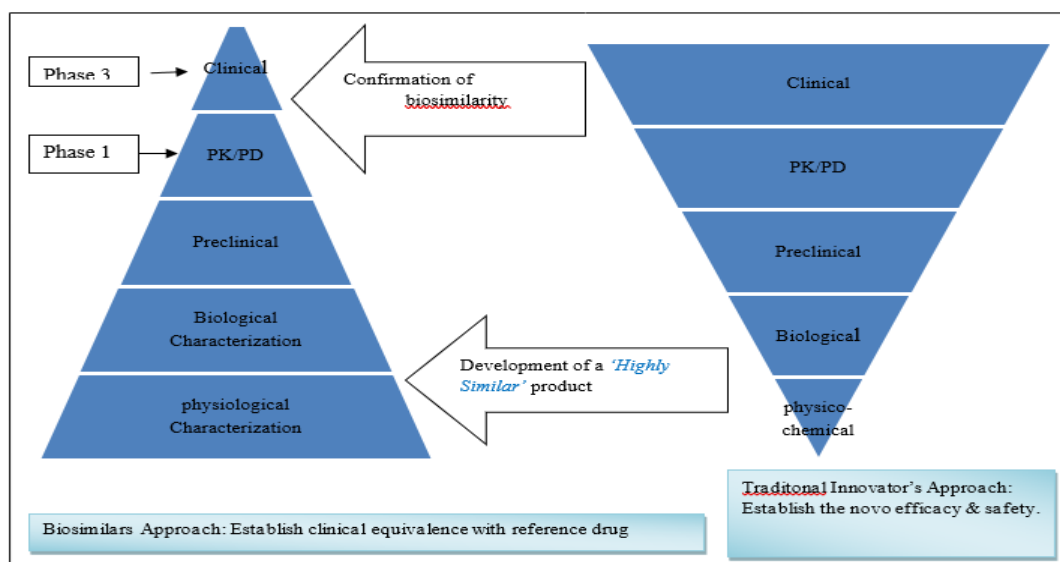 Phase 3
Clinical
Confirmation of
biosimilarity
Clinical
Phase 1
PK/PD
PK/PD
Preclinical
Preclinical
Biological
Characterization
Development of a ‘Highly
Similar’ product
Biological
physiological
Characterization
physico-
chemical
Biosimilars Approach: Establish clinical equivalence with reference drug
Traditonal Innovator’s Approach:
Establish the novo efficacy & safety.